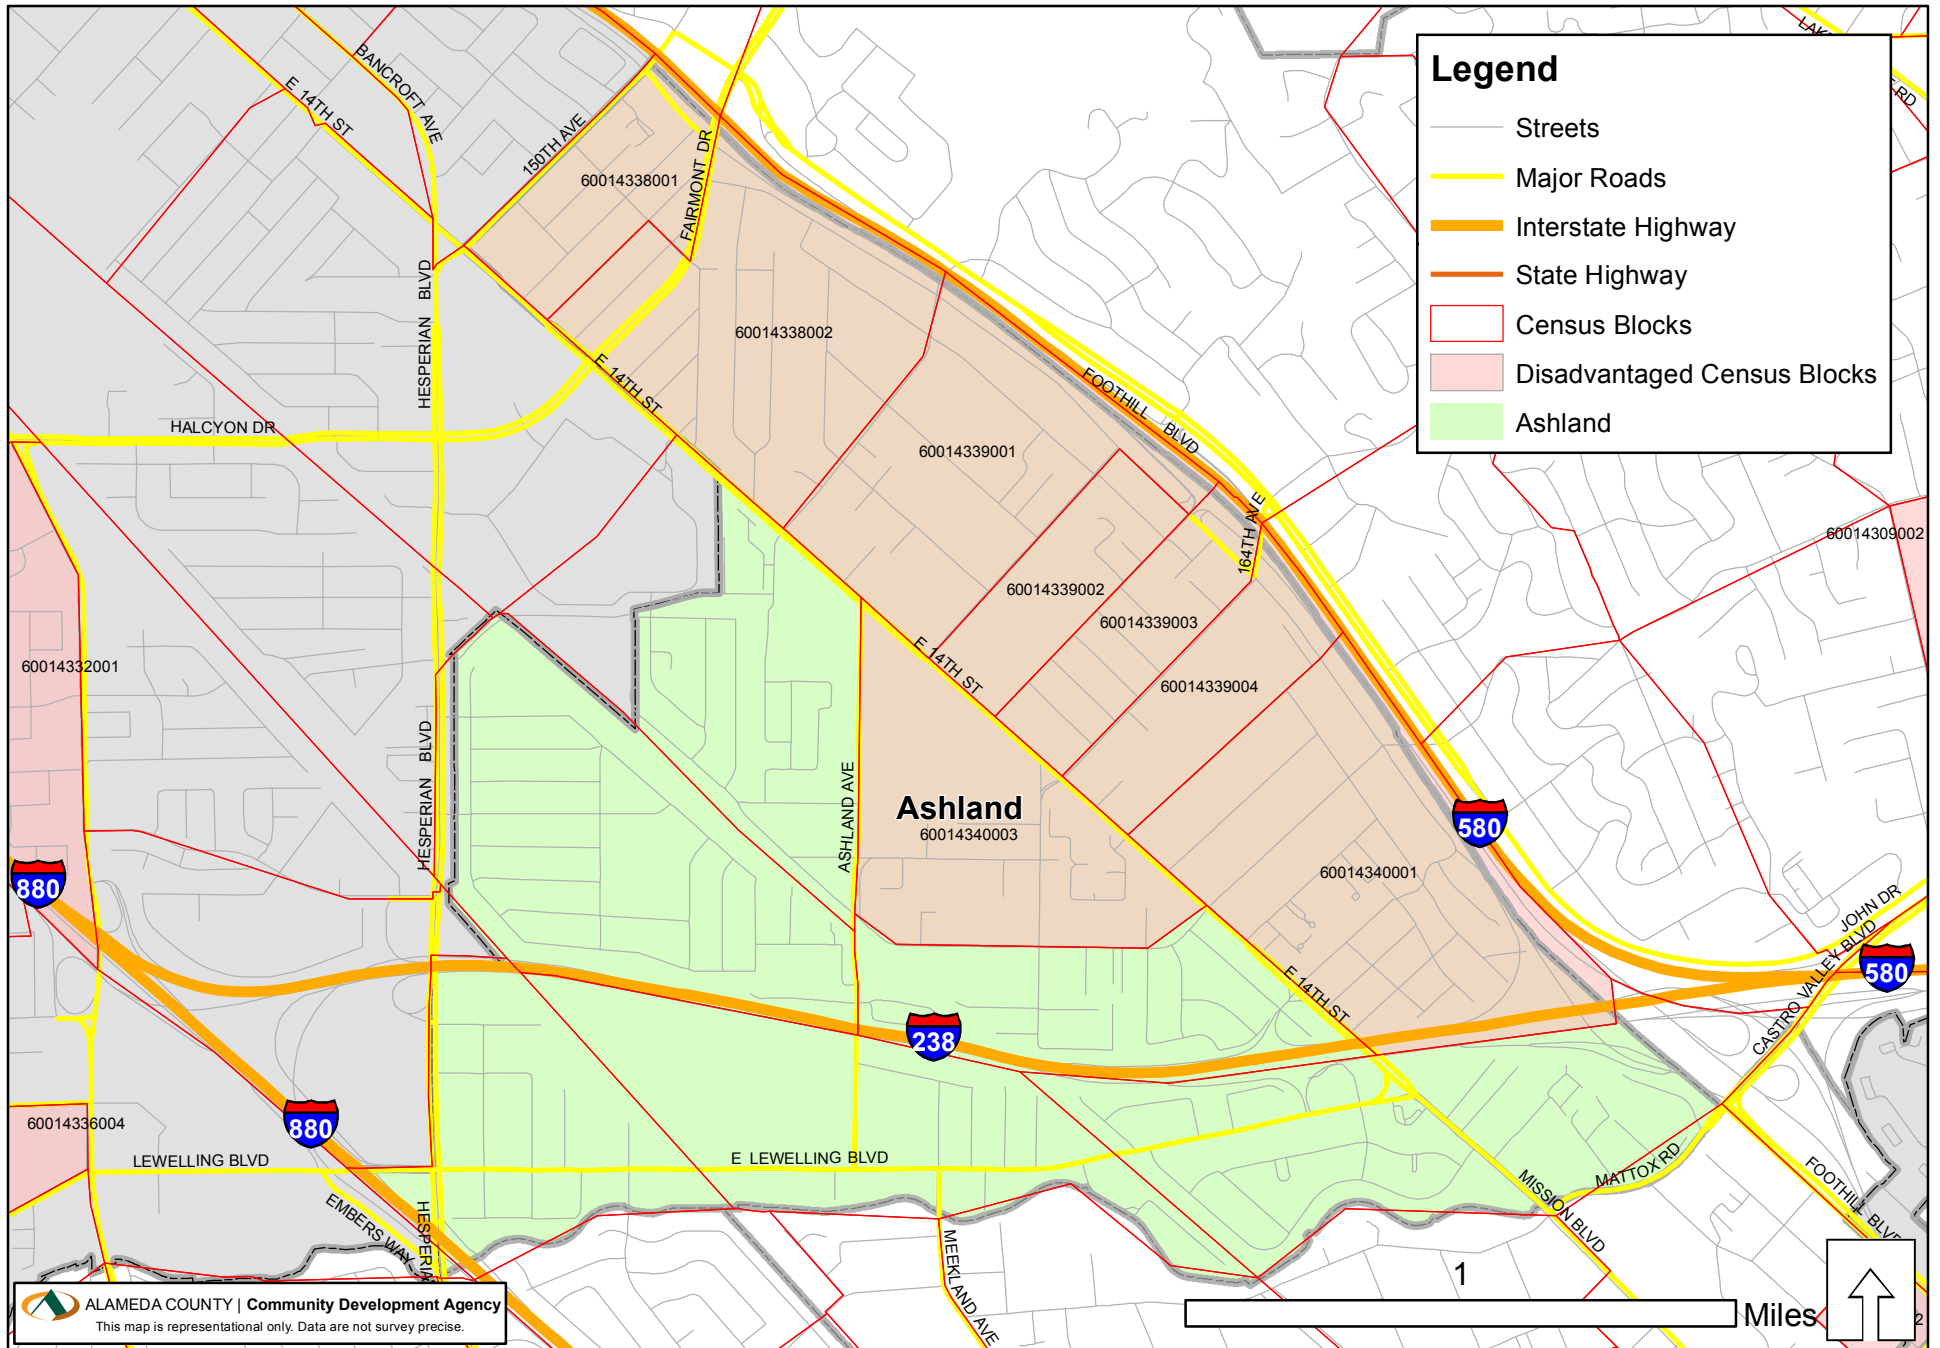 Legend
Streets
Major Roads
Interstate Highway
State Highway
Census Blocks
Disadvantaged Census Blocks
Ashland
BANCROFT AVE
E 14TH ST
150TH AVE
60014338001
FAIRMONT DR
HESPERIAN BLVD
60014338002
E 14TH ST
FOOTHILL BLVD
HALCYON DR
60014339001
164TH AVE
60014309002
60014339002
60014339003
60014332001
E 14TH ST
60014339004
HESPERIAN BLVD
ASHLAND AVE
Ashland
60014340003
580
60014340001
880
JOHN DR
CASTRO VALLEY BLVD
580
E 14TH ST
238
880
60014336004
LEWELLING BLVD
E LEWELLING BLVD
MATTOX RD
MISSION BLVD
FOOTHILL BLVD
EMBERS WAY
HESPERIA
MEEKLAND AVE
1
Miles
ALAMEDA COUNTY | Community Development Agency
This map is representational only. Data are not survey precise.